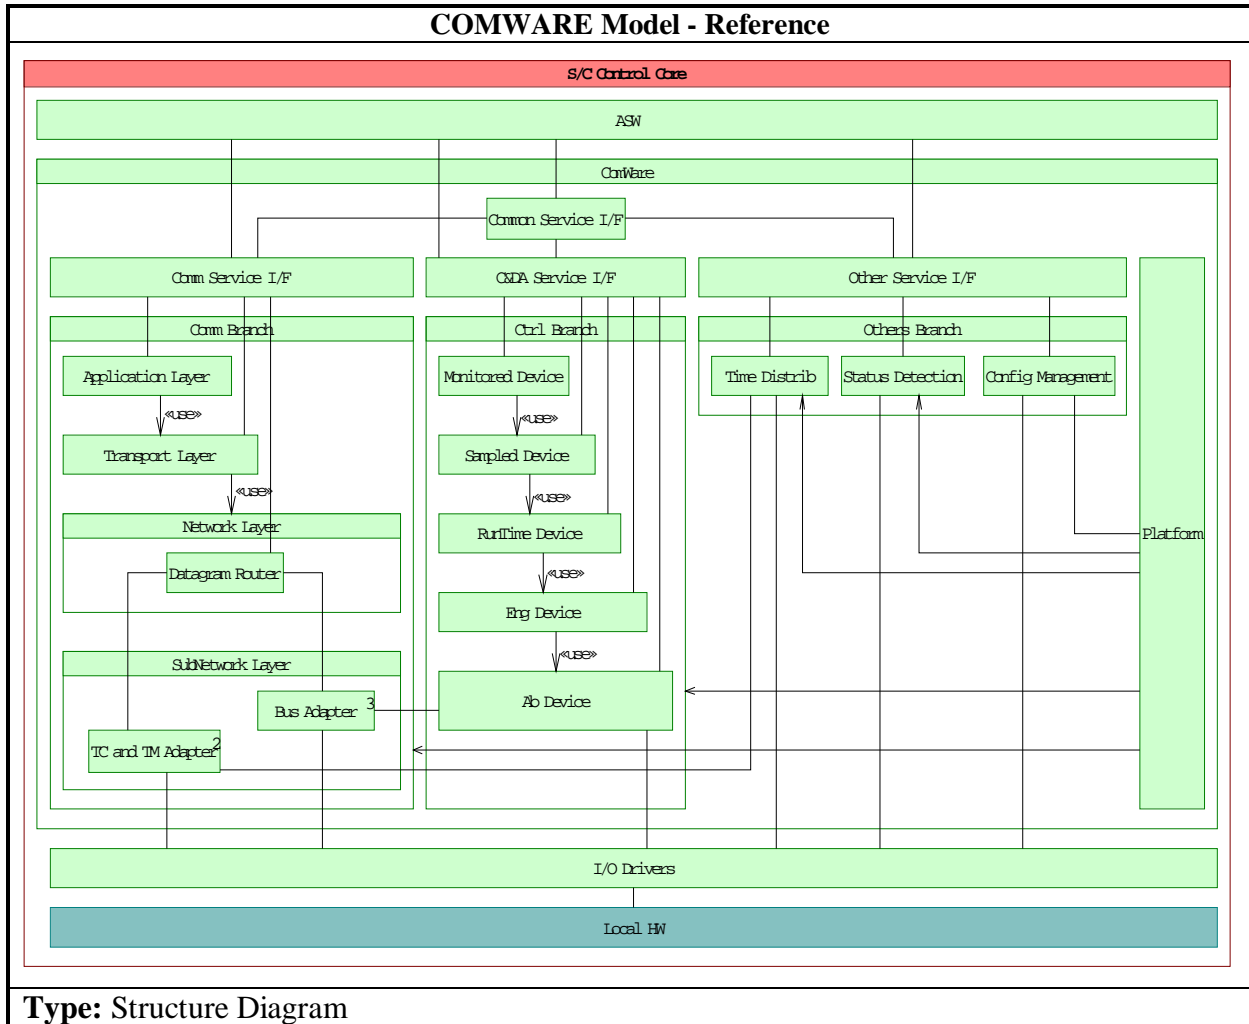 COMWARE Model - Reference
S/C Control Core
ASW
ComWare
Common Service I/F
Comm Service I/F
C&DA Service I/F
Other Service I/F
Comm Branch
Ctrl Branch
Others Branch
Application Layer
Monitored Device
Time Distrib
Status Detection
Config Management
«use»
«use»
Transport Layer
Sampled Device
«use»
«use»
Network Layer
RunTime Device
Platform
Datagram Router
«use»
Eng Device
«use»
SubNetwork Layer
Bus Adapter 3
Ab Device
TC and TM Adapter 2
I/O Drivers
Local HW
Type: Structure Diagram